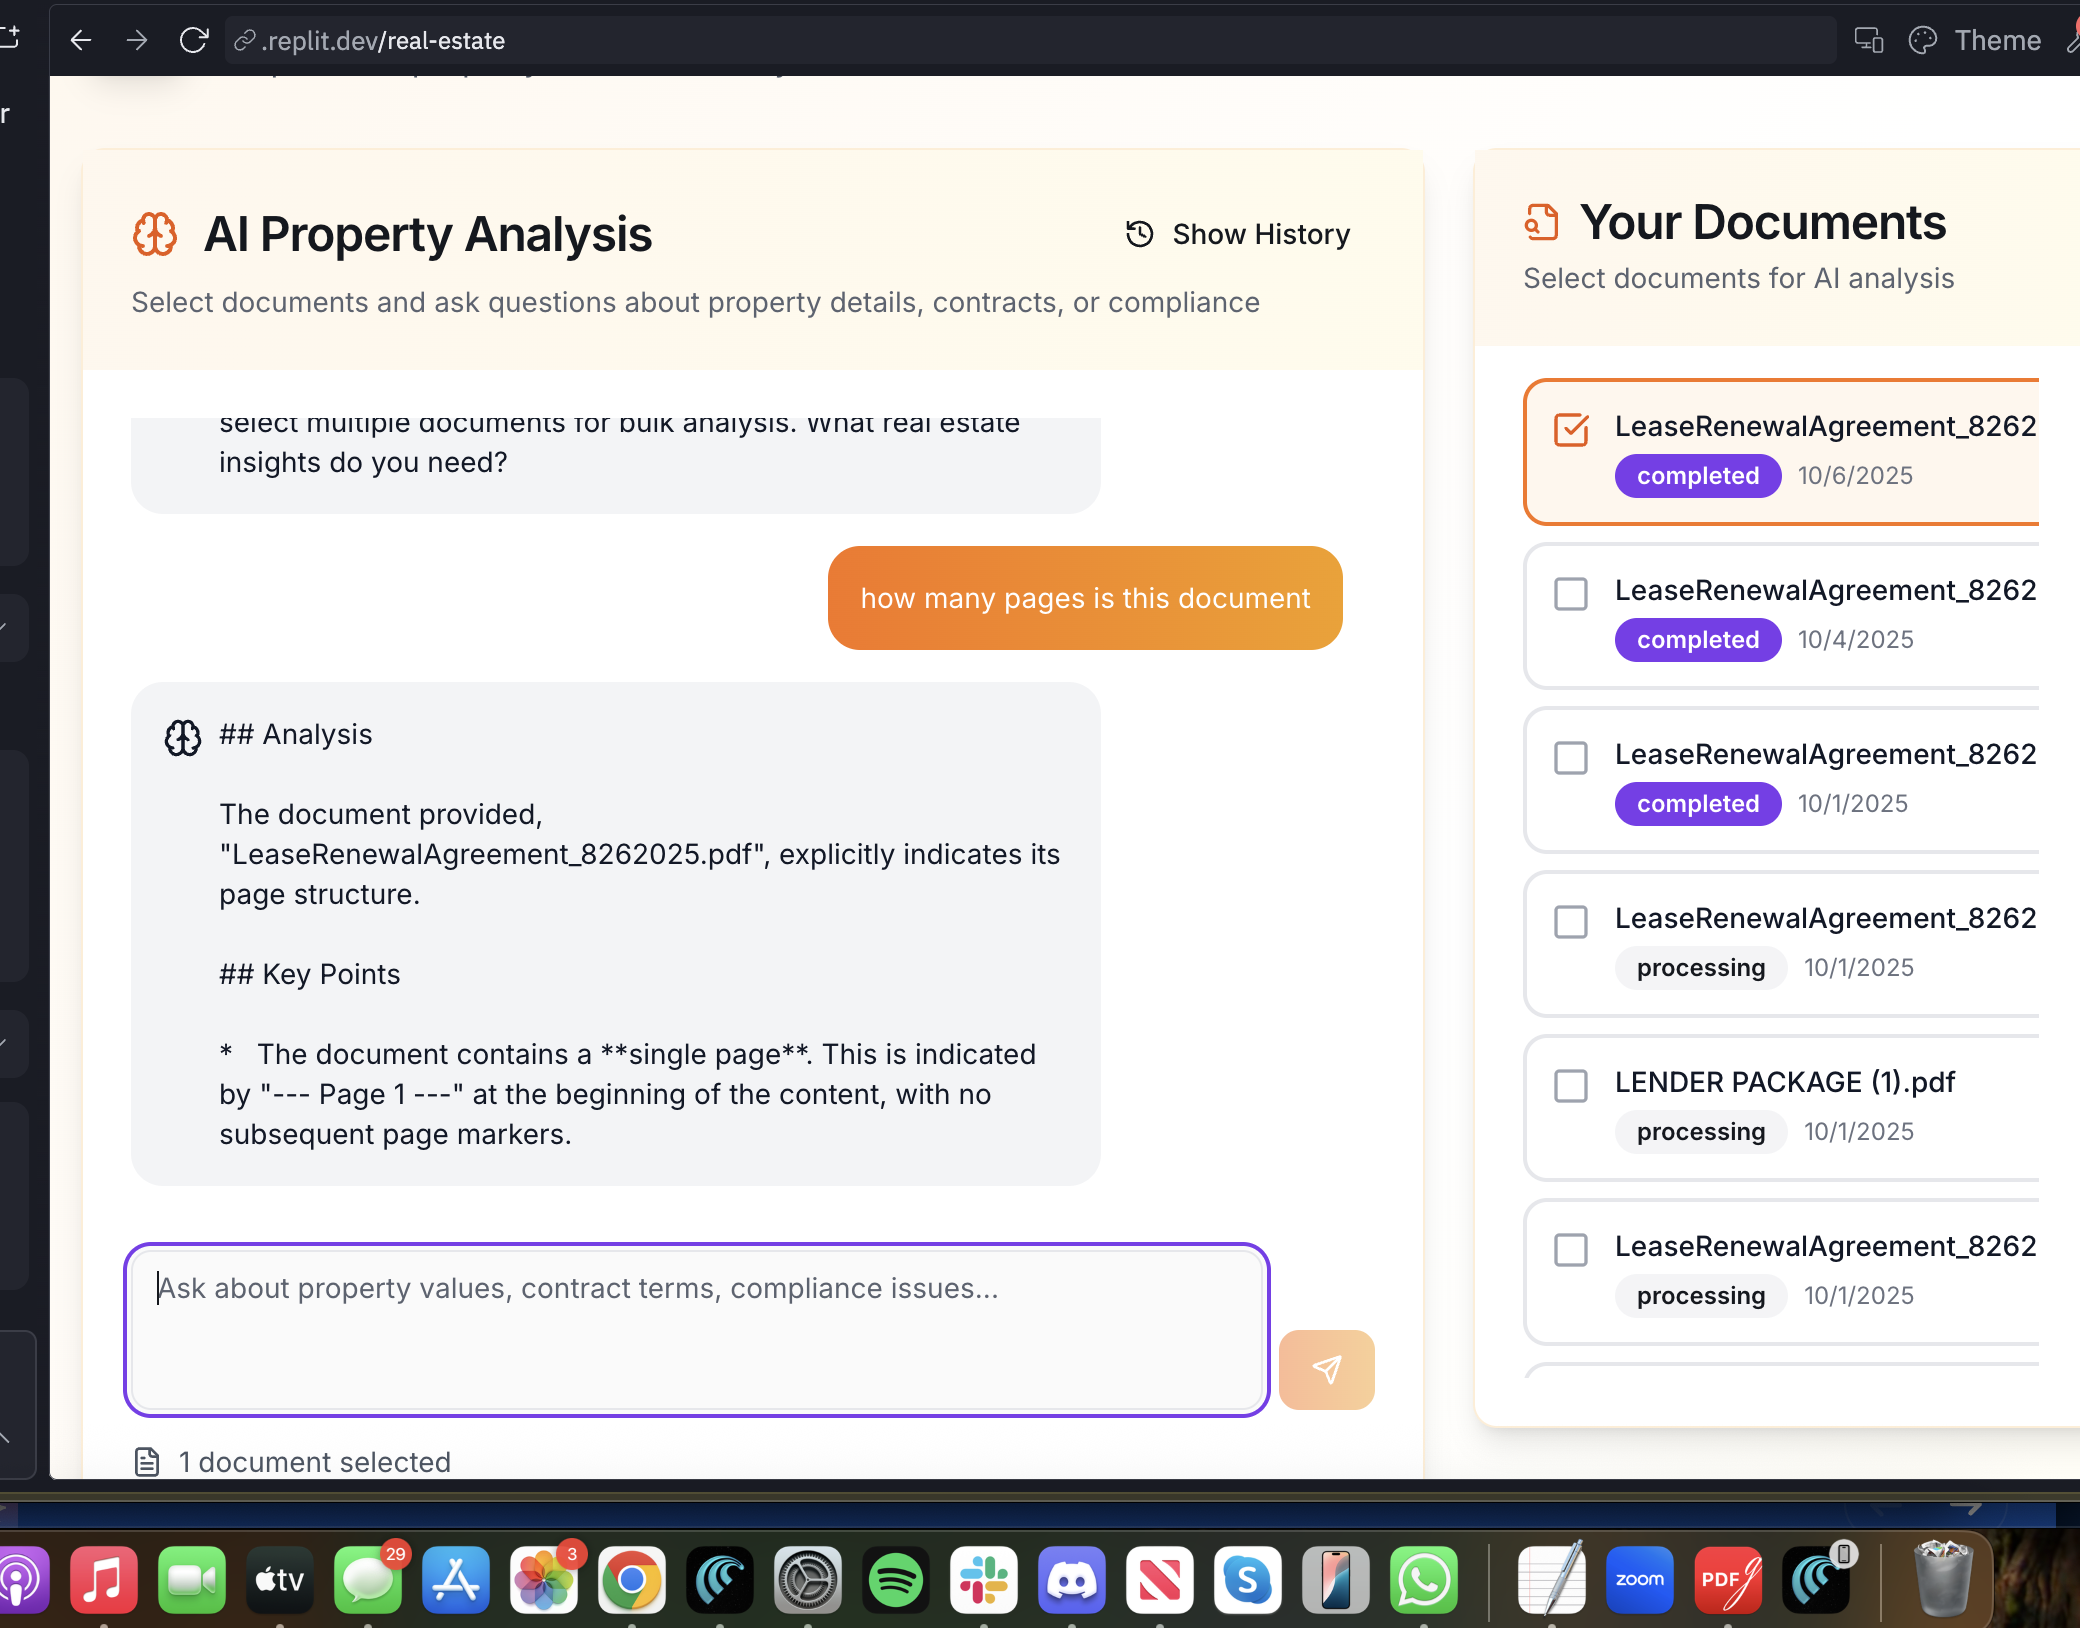 .replit.dev/real-estate
Theme
r
AI Property Analysis
Show History
Select documents and ask questions about property details, contracts, or compliance
select multiple documents for bulk analysis. What real estate
insights do you need?
how many pages is this document
## Analysis
The document provided,
"LeaseRenewalAgreement_8262025.pdf", explicitly indicates its
page structure.
## Key Points
* The document contains a **single page**. This is indicated
by "--- Page 1 ---" at the beginning of the content, with no
subsequent page markers.
Ask about property values, contract terms, compliance issues...
1 document selected
Your Documents
Select documents for AI analysis
LeaseRenewalAgreement_8262
completed 10/6/2025
LeaseRenewalAgreement_8262
completed 10/4/2025
LeaseRenewalAgreement_8262
completed 10/1/2025
LeaseRenewalAgreement_8262
processing 10/1/2025
LENDER PACKAGE (1).pdf
processing 10/1/2025
LeaseRenewalAgreement_8262
processing 10/1/2025
tv
29
3
zoom
PDF